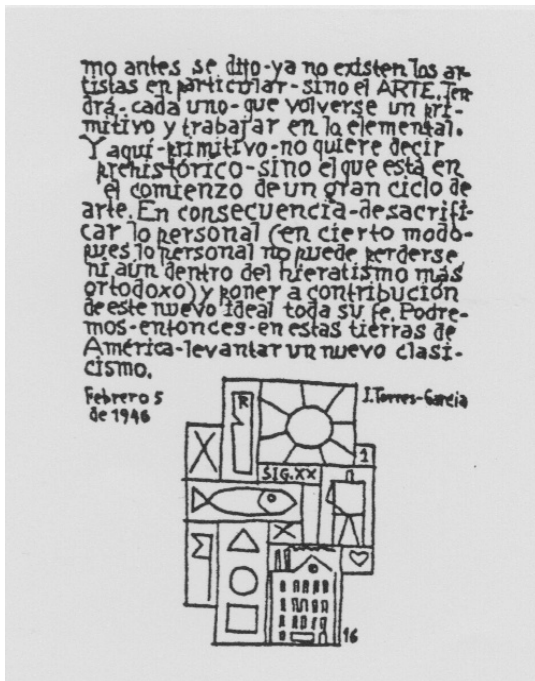 mo antes se dijo-ya no existen los ar-
tistas en particular-sino el ARTE. Ten-
drá-cada uno-que volverse un pri-
mitivo y trabajar en lo elemental.
Y aquí-primitivo-no quiere decir
prehistórico-sino el que está en
el comienzo de un gran ciclo de
arte. En consecuencia-desacrifi-
car lo personal (en cierto modo-
pues lo personal no puede perderse
ni aún dentro del hieratismo más
ortodoxo) y poner a contribución
de este nuevo ideal toda su fe. Podre-
mos-entonces-en estas tierras de
América-levantar un nuevo clasi-
cismo.
Febrero 5
de 1946
J. Torres-García
R
1
SIG.XX
16